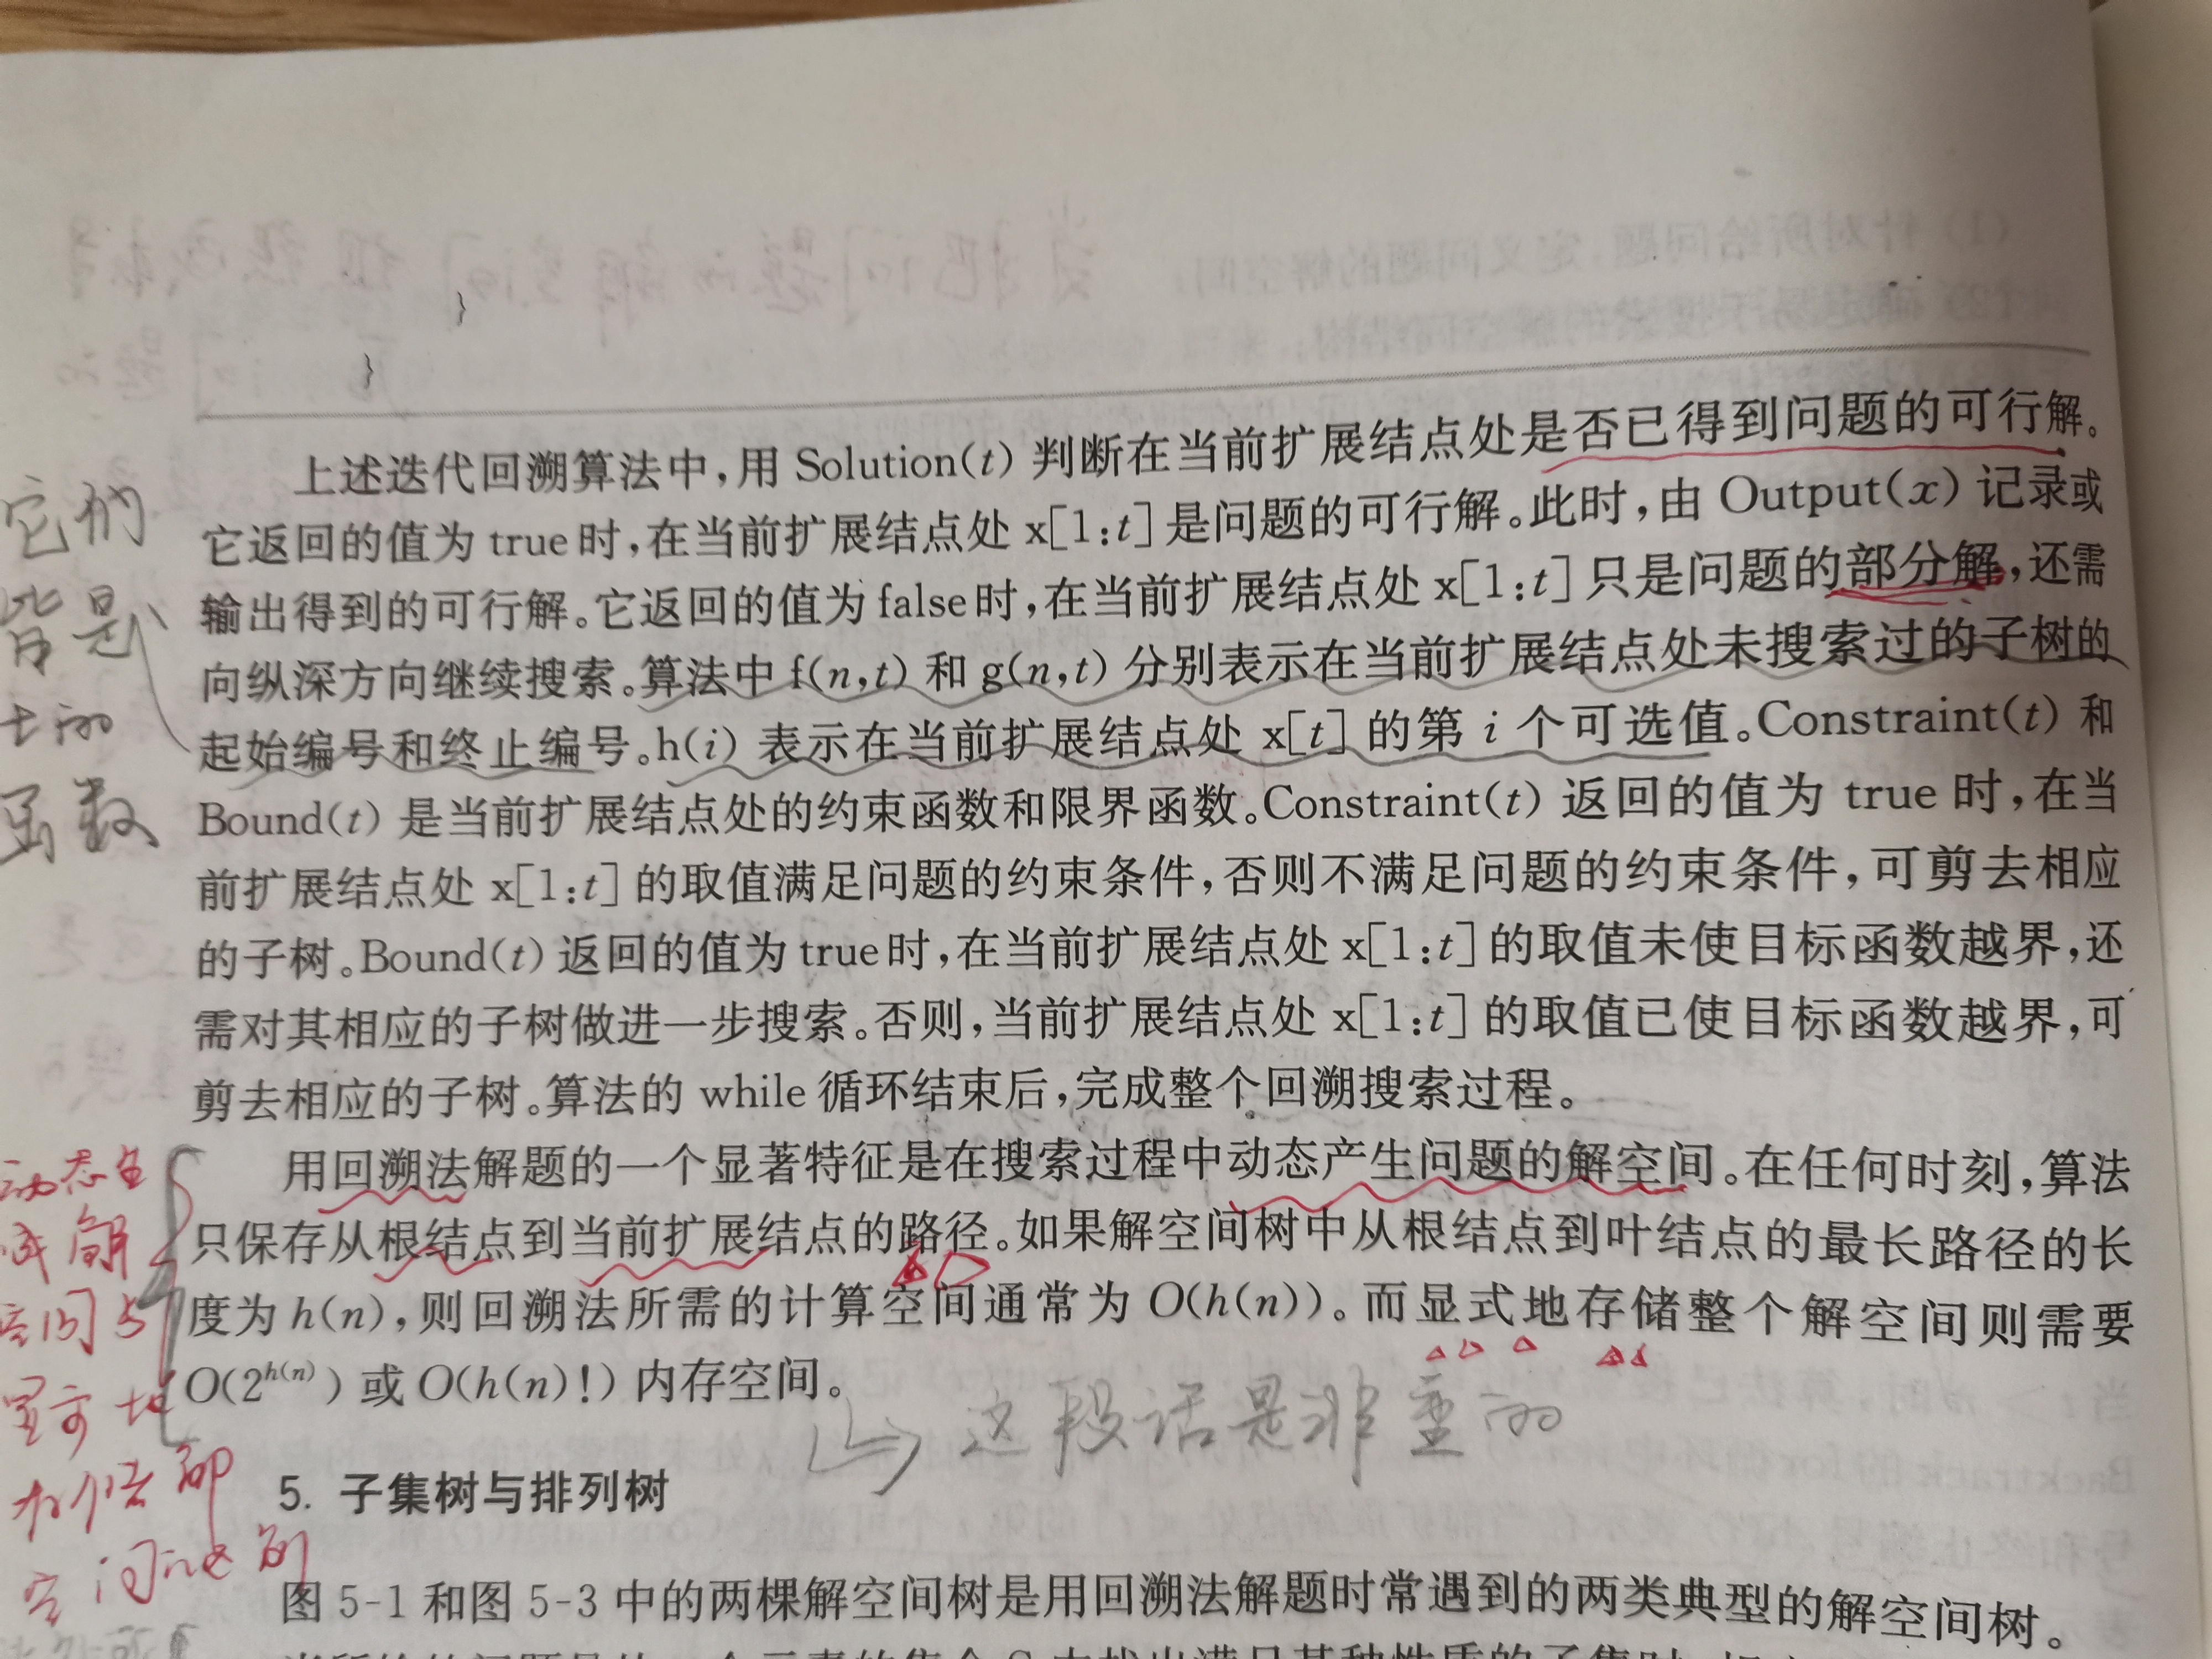 }
}
上述迭代回溯算法中,用 Solution(t) 判断在当前扩展结点处是否已得到问题的可行解。
它返回的值为 true 时,在当前扩展结点处 x[1:t] 是问题的可行解。此时,由 Output(x) 记录或
输出得到的可行解。它返回的值为 false 时,在当前扩展结点处 x[1:t] 只是问题的部分解,还需
向纵深方向继续搜索。算法中 f(n,t) 和 g(n,t) 分别表示在当前扩展结点处未搜索过的子树的
起始编号和终止编号。h(i) 表示在当前扩展结点处 x[t] 的第 i 个可选值。Constraint(t) 和
Bound(t) 是当前扩展结点处的约束函数和限界函数。Constraint(t) 返回的值为 true 时,在当
前扩展结点处 x[1:t] 的取值满足问题的约束条件,否则不满足问题的约束条件,可剪去相应
的子树。Bound(t) 返回的值为 true 时,在当前扩展结点处 x[1:t] 的取值未使目标函数越界,还
需对其相应的子树做进一步搜索。否则,当前扩展结点处 x[1:t] 的取值已使目标函数越界,可
剪去相应的子树。算法的 while 循环结束后,完成整个回溯搜索过程。
它们
皆是
t的
函数
用回溯法解题的一个显著特征是在搜索过程中动态产生问题的解空间。在任何时刻,算法
只保存从根结点到当前扩展结点的路径。如果解空间树中从根结点到叶结点的最长路径的长
度为 h(n),则回溯法所需的计算空间通常为 O(h(n))。而显式地存储整个解空间则需要
O(2^{h(n)}) 或 O(h(n)!) 内存空间。
动态生
成解
空间与
这段话是非重的
5. 子集树与排列树
图 5-1 和图 5-3 中的两棵解空间树是用回溯法解题时常遇到的两类典型的解空间树。